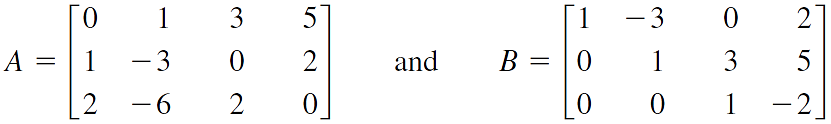 A = [0 1 3 5; 1 −3 0 2; 2 −6 2 0] and B = [1 −3 0 2; 0 1 3 5; 0 0 1 −2]